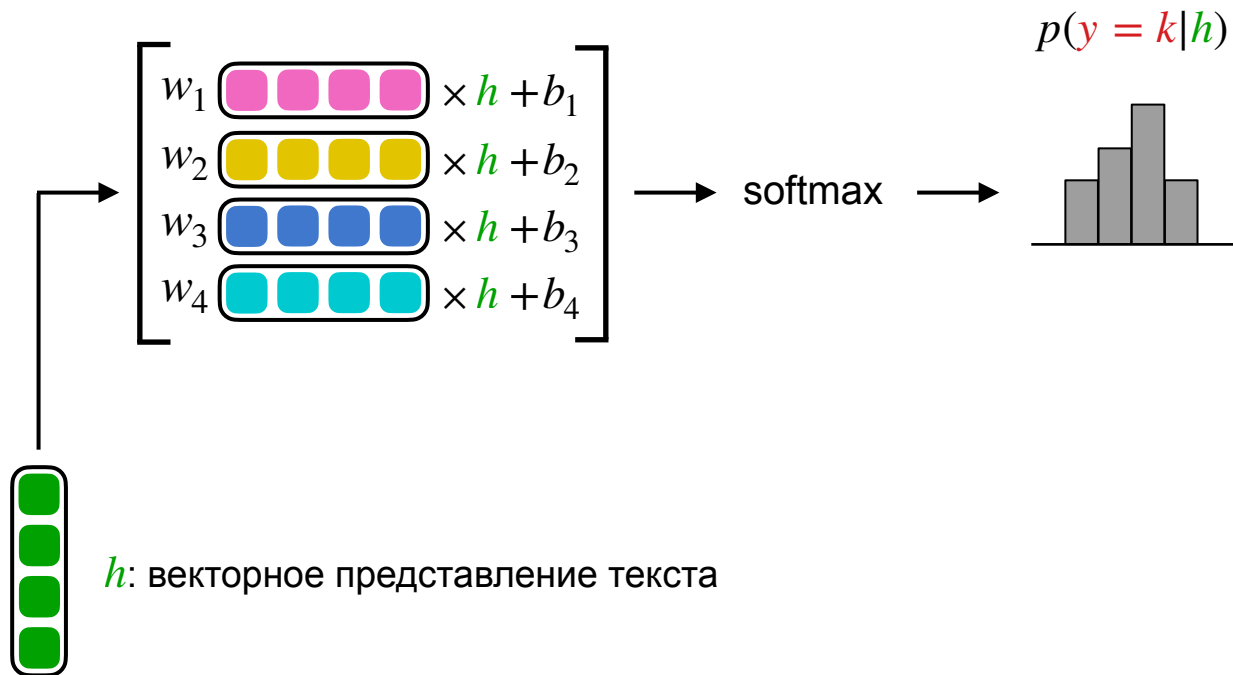 p(y = k|h)
w₁ × h + b₁
w₂ × h + b₂
w₃ × h + b₃
w₄ × h + b₄
softmax
h: векторное представление текста